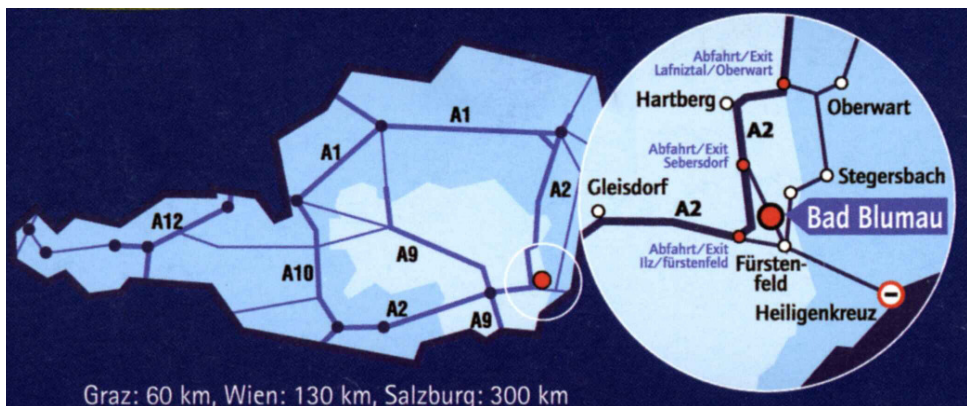 A1
A1
A12
A10
A9
A2
A9
A2
Abfahrt/Exit
Lafniztal/Oberwart
Hartberg
Oberwart
A2
Abfahrt/Exit
Sebersdorf
Gleisdorf
Stegersbach
A2
Bad Blumau
Abfahrt/Exit
Ilz/fürstenfeld
Fürsten-
feld
Heiligenkreuz
Graz: 60 km, Wien: 130 km, Salzburg: 300 km